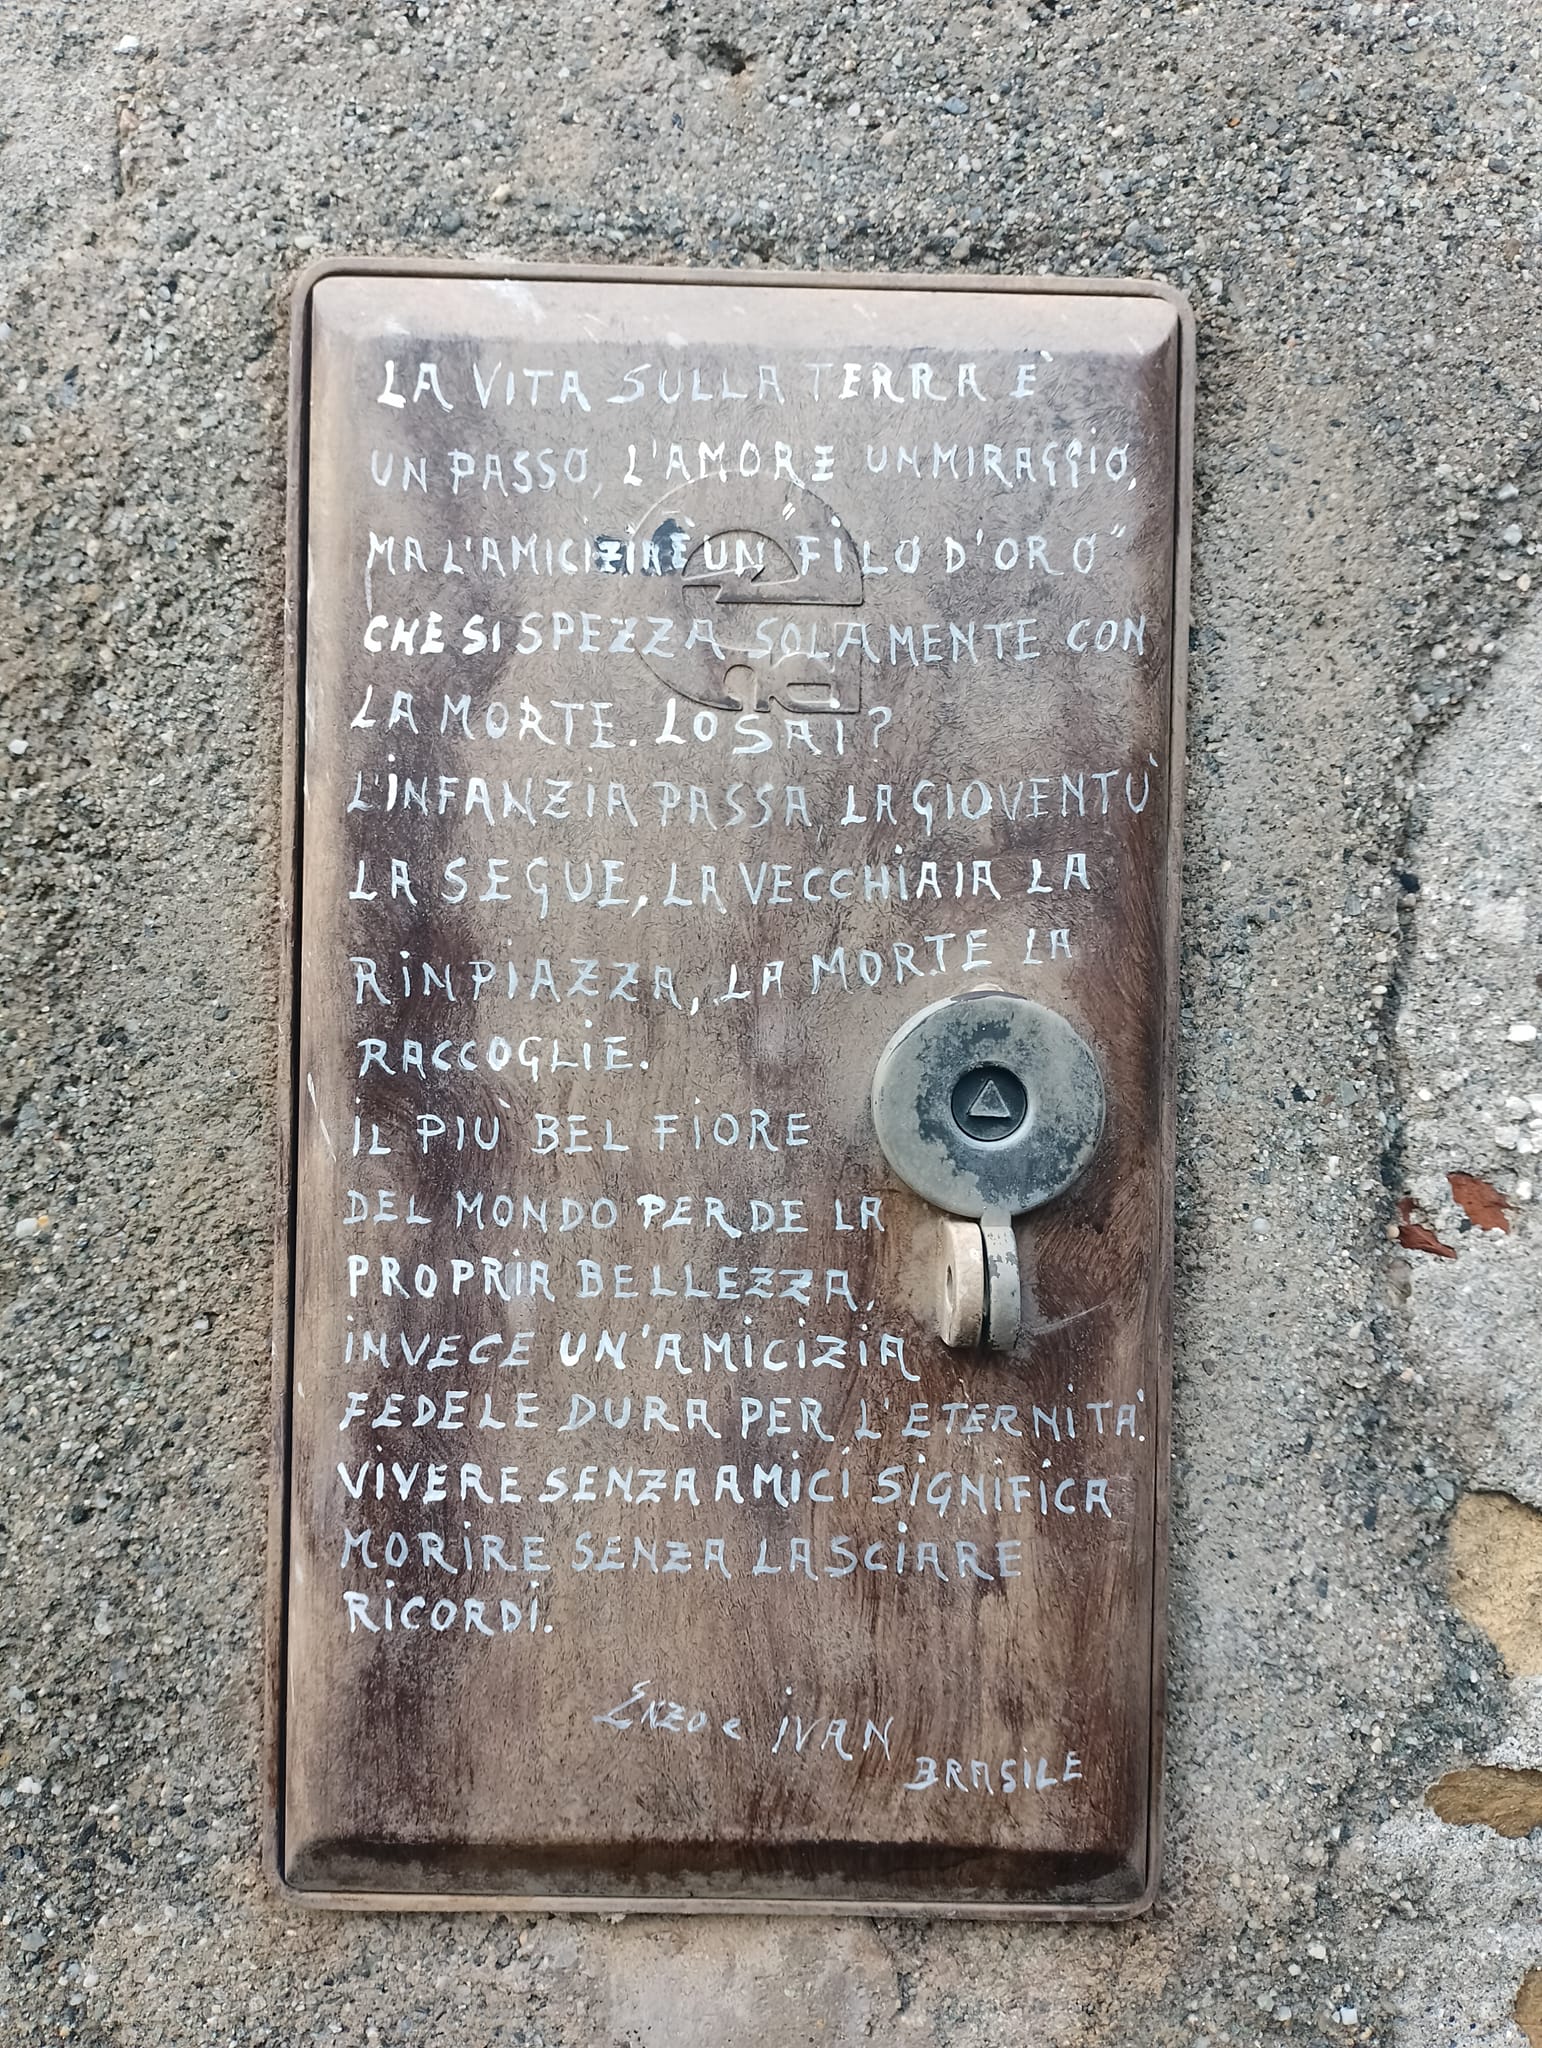 LA VITA SULLA TERRA È
UN PASSO, L'AMORE UN MIRAGGIO,
MA L'AMICIZIA È UN "FILO D'ORO"
CHE SI SPEZZA SOLAMENTE CON
LA MORTE. LO SAI?
L'INFANZIA PASSA, LA GIOVENTÙ
LA SEGUE, LA VECCHIAIA LA
RINPIAZZA, LA MORTE LA
RACCOGLIE.
IL PIÙ BEL FIORE
DEL MONDO PERDE LA
PROPRIA BELLEZZA,
INVECE UN'AMICIZIA
FEDELE DURA PER L'ETERNITÀ.
VIVERE SENZA AMICI SIGNIFICA
MORIRE SENZA LASCIARE
RICORDI.
ENZO e IVAN
BRASILE